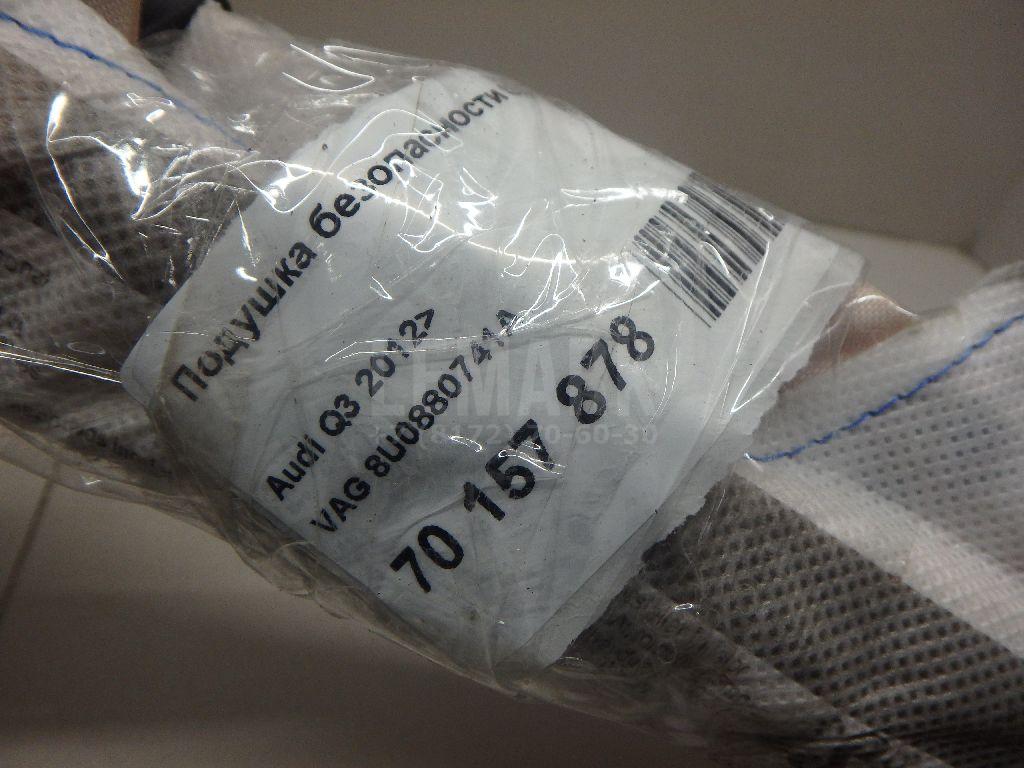 Подушка безопасности
Audi Q3 2012>
VAG 8U0880741A
70 157 878